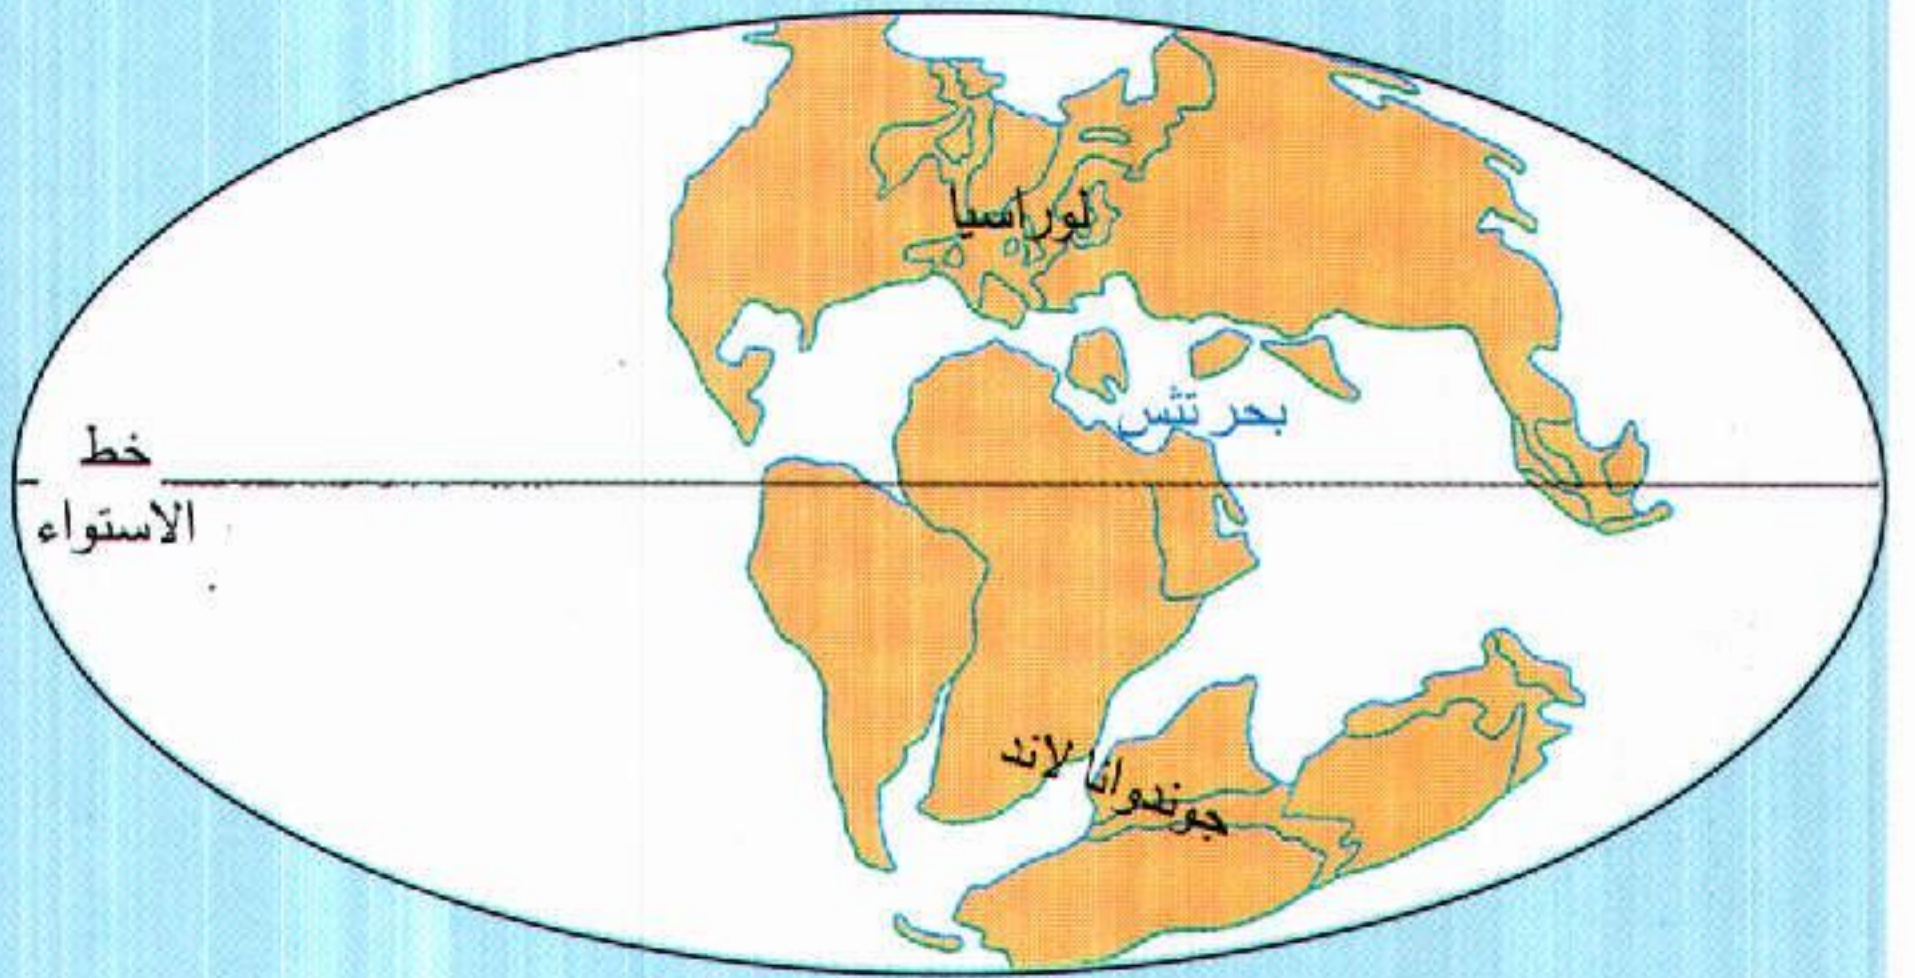 لوراسيا
بحر تثس
خط
الاستواء
جوندوانا لاند